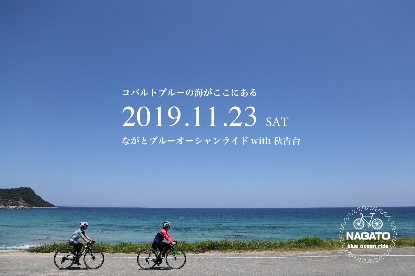 コバルトブルーの海がここにある
2019.11.23 SAT
ながとブルーオーシャンライド with 秋吉台
NAGATO
blue ocean ride